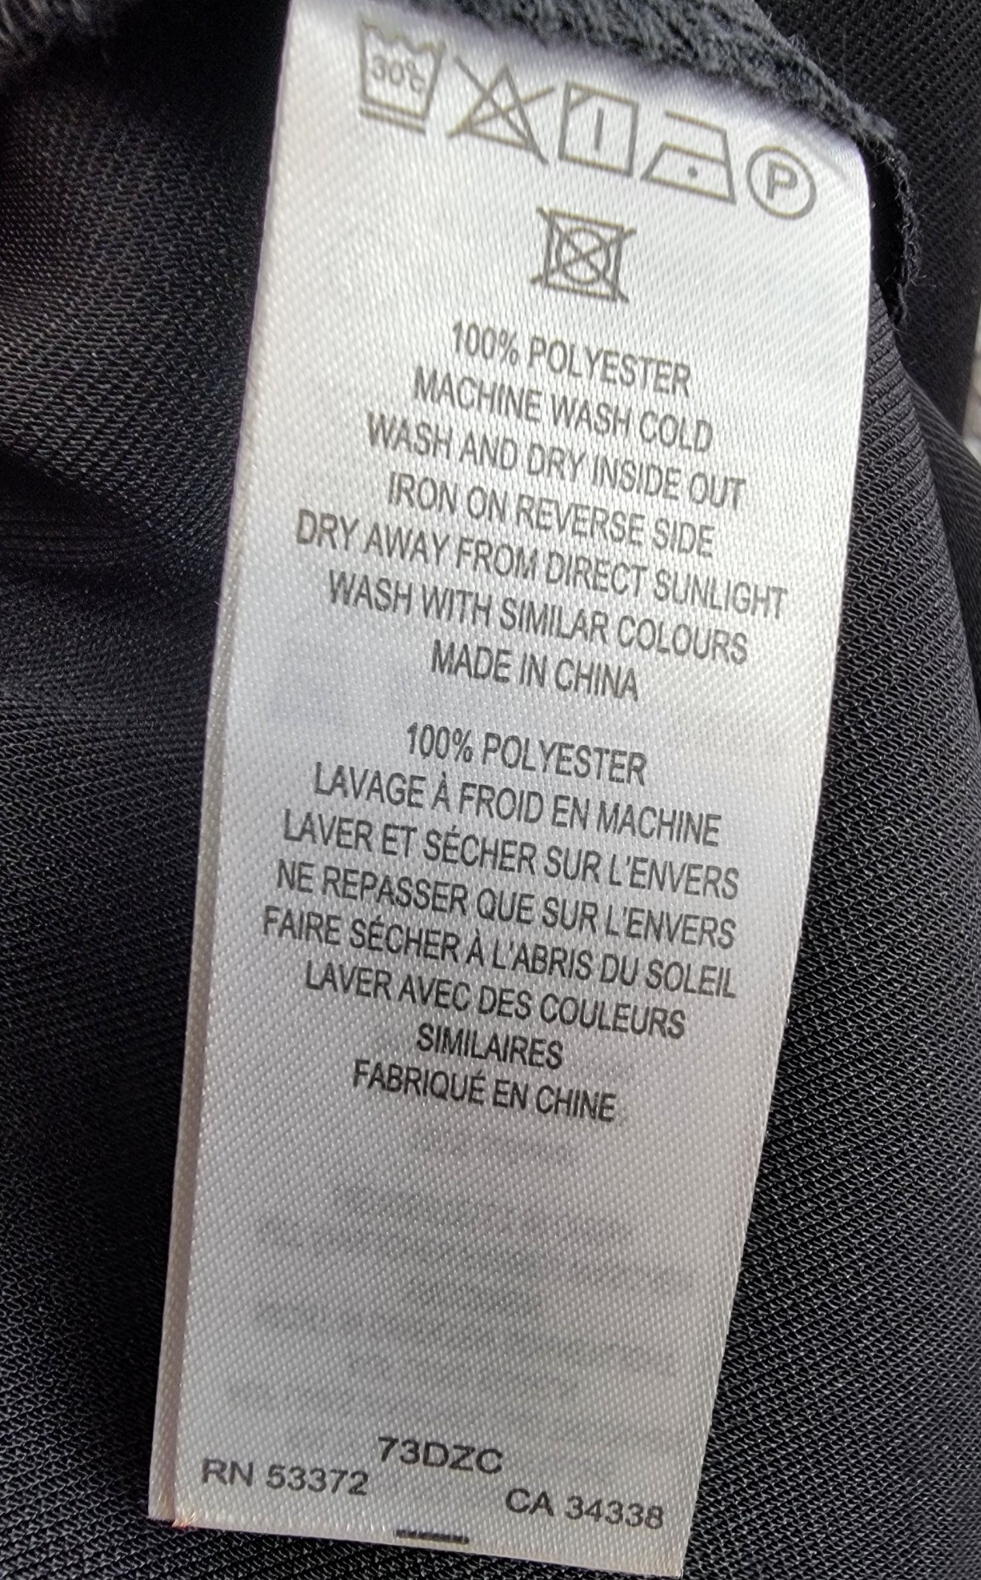 30°C
P
100% POLYESTER
MACHINE WASH COLD
WASH AND DRY INSIDE OUT
IRON ON REVERSE SIDE
DRY AWAY FROM DIRECT SUNLIGHT
WASH WITH SIMILAR COLOURS
MADE IN CHINA
100% POLYESTER
LAVAGE À FROID EN MACHINE
LAVER ET SÉCHER SUR L'ENVERS
NE REPASSER QUE SUR L'ENVERS
FAIRE SÉCHER À L'ABRIS DU SOLEIL
LAVER AVEC DES COULEURS
SIMILAIRES
FABRIQUÉ EN CHINE
73DZC
RN 53372
CA 34338